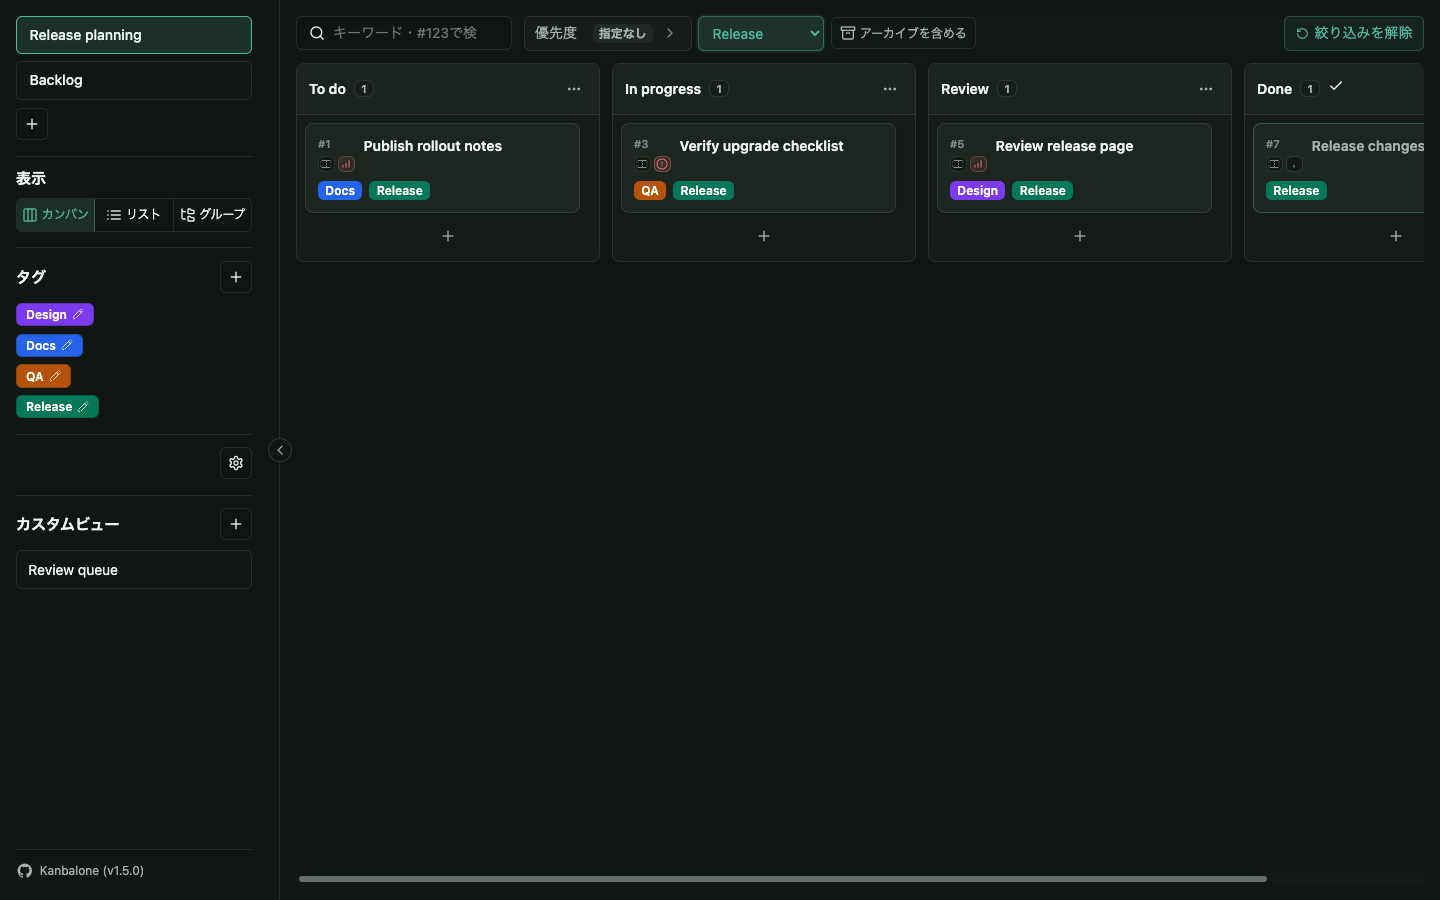 Release planning
Backlog
表示
カンバン リスト グループ
タグ
Design
Docs
QA
Release
カスタムビュー
Review queue
Kanbalone (v1.5.0)
キーワード・#123で検 優先度 指定なし Release アーカイブを含める 絞り込みを解除
To do 1
#1 Publish rollout notes
Docs Release
In progress 1
#3 Verify upgrade checklist
QA Release
Review 1
#5 Review release page
Design Release
Done 1
#7 Release changes
Release